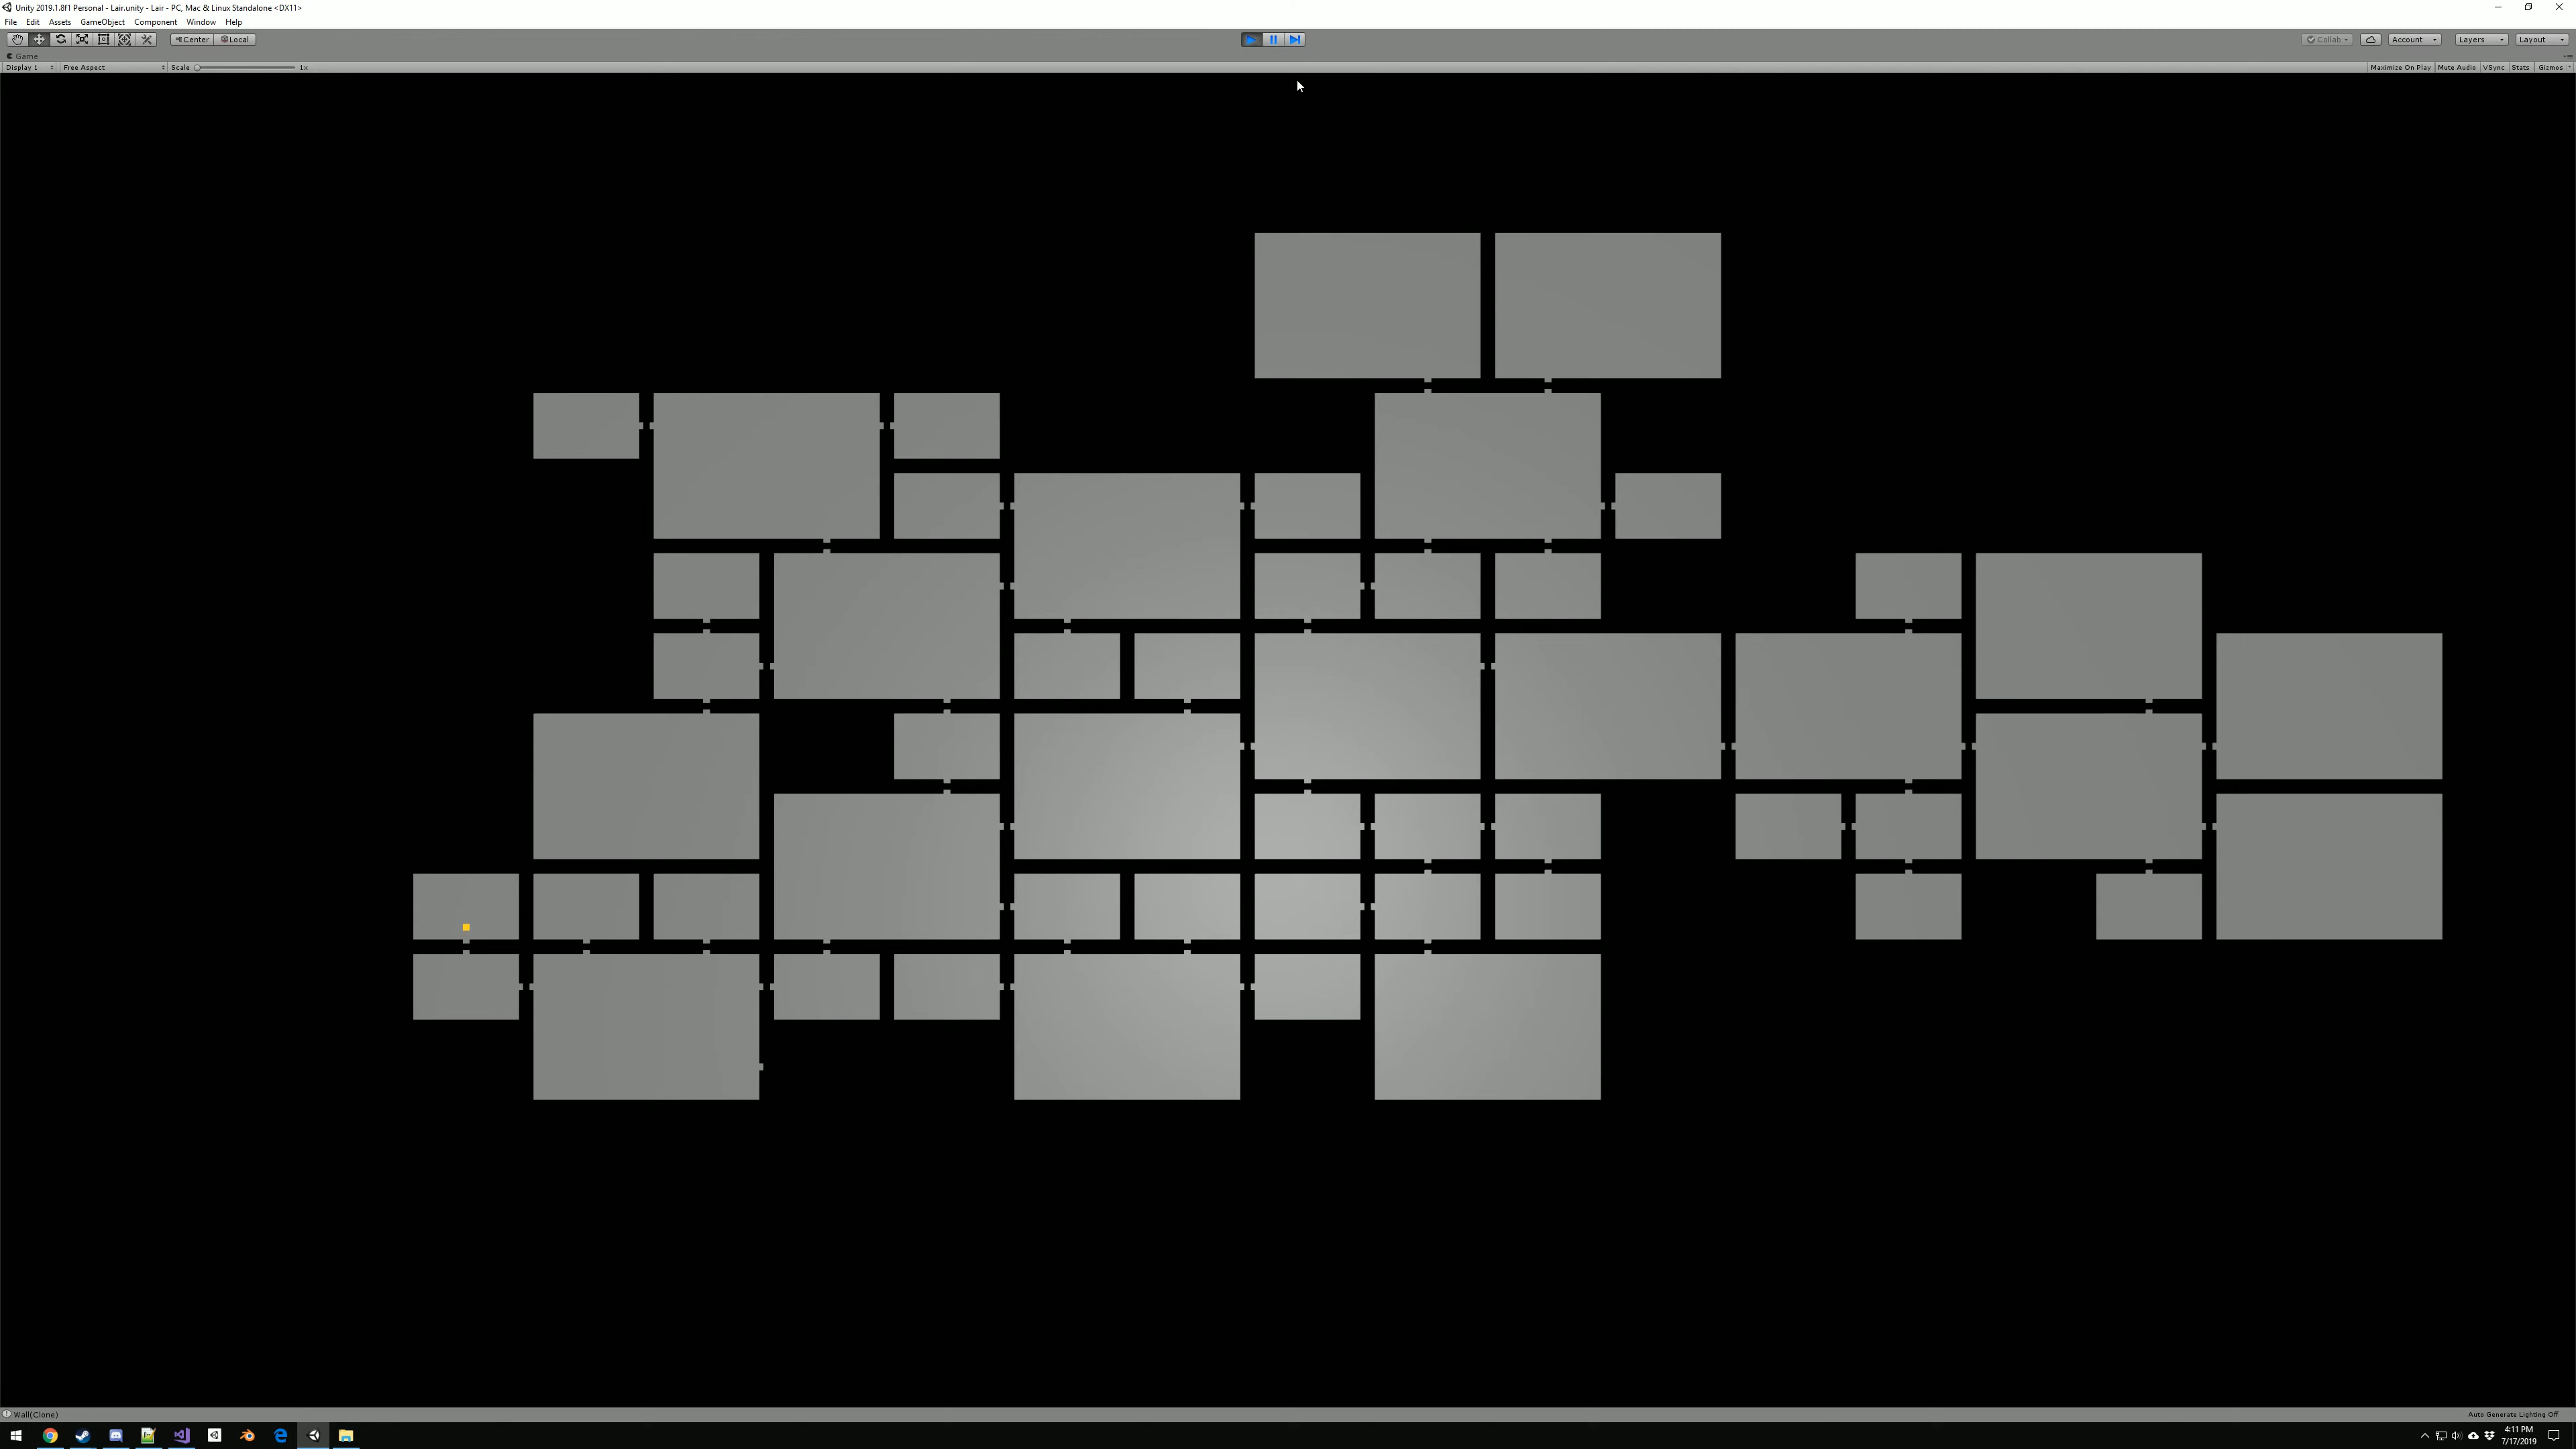 Unity 2019.1.8f1 Personal - Lair.unity - Lair - PC, Mac & Linux Standalone <DX11>
File Edit Assets GameObject Component Window Help
Center Local Collab Account Layers Layout
Game
Display 1 Free Aspect Scale 1x Maximize On Play Mute Audio VSync Stats Gizmos
Wall(Clone) Auto Generate Lighting Off
4:11 PM
7/17/2019